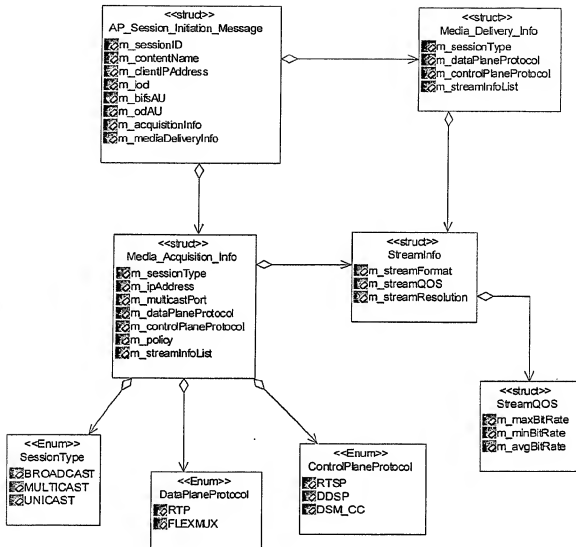 <<struct>>
AP_Session_Initiation_Message
m_sessionID
m_contentName
m_clientIPAddress
m_iod
m_bifsAU
m_odAU
m_acquisitionInfo
m_mediaDeliveryInfo
<<struct>>
Media_Delivery_Info
m_sessionType
m_dataPlaneProtocol
m_controlPlaneProtocol
m_streamInfoList
<<struct>>
Media_Acquisition_Info
m_sessionType
m_ipAddress
m_multicastPort
m_dataPlaneProtocol
m_controlPlaneProtocol
m_policy
m_streamInfoList
<<struct>>
StreamInfo
m_streamFormat
m_streamQOS
m_streamResolution
<<struct>>
StreamQOS
m_maxBitRate
m_minBitRate
m_avgBitRate
<<Enum>>
SessionType
BROADCAST
MULTICAST
UNICAST
<<Enum>>
DataPlaneProtocol
RTP
FLEXMUX
<<Enum>>
ControlPlaneProtocol
RTSP
DDSP
DSM_CC